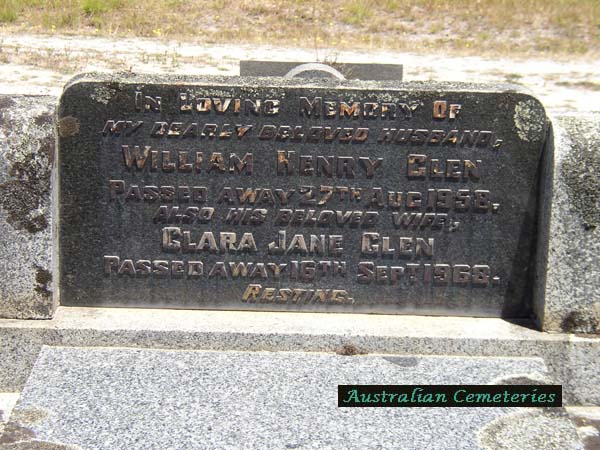 In Loving Memory Of
My Dearly Beloved Husband,
William Henry Glen
Passed away 27th Aug 1958.
Also His Beloved Wife,
Clara Jane Glen
Passed away 16th Sept 1968.
Resting.
Australian Cemeteries